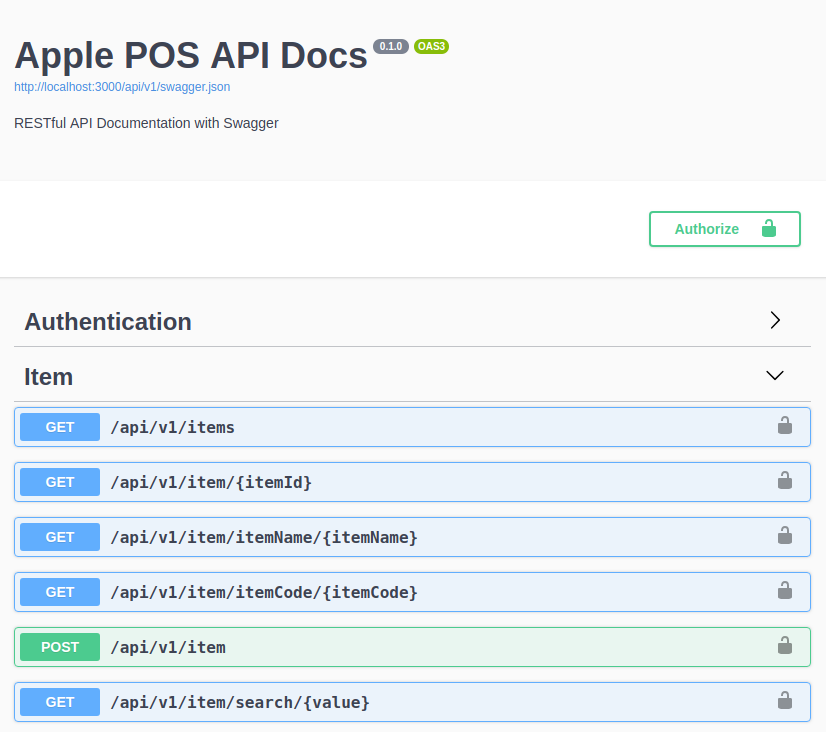 Apple POS API Docs 0.1.0 OAS3
http://localhost:3000/api/v1/swagger.json
RESTful API Documentation with Swagger
Authorize
Authentication
Item
GET /api/v1/items
GET /api/v1/item/{itemId}
GET /api/v1/item/itemName/{itemName}
GET /api/v1/item/itemCode/{itemCode}
POST /api/v1/item
GET /api/v1/item/search/{value}